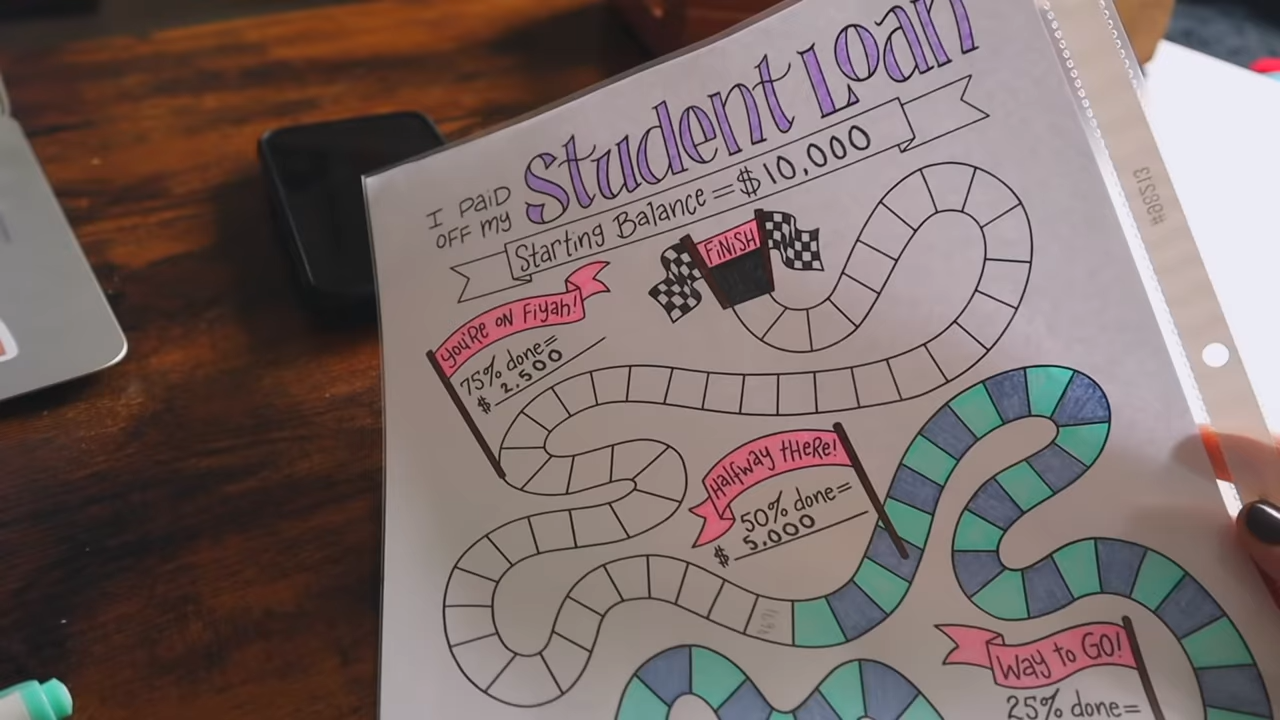 I PaiD
OFF my
Student Loan
Starting Balance = $10,000
FiNiSH
you're on Fiyah!
75% done=
$ 2,500
Halfway tHeRe!
50% done=
$ 5,000
Way to GO!
25% done=